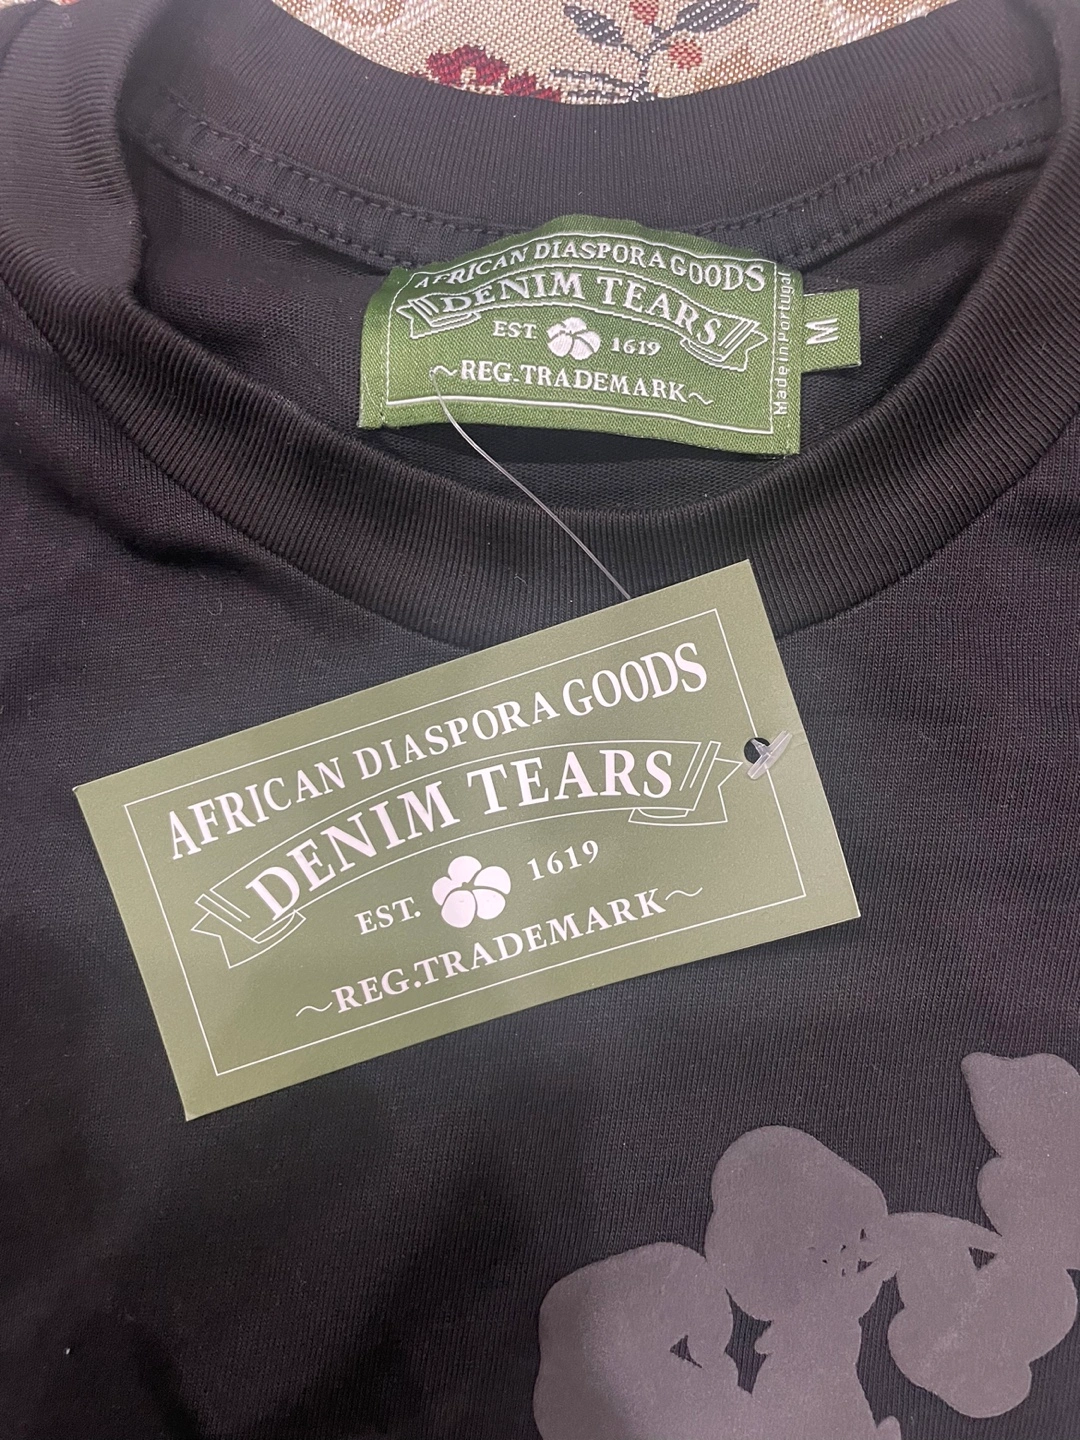 AFRICAN DIASPORA GOODS
DENIM TEARS
EST. 1619
~REG.TRADEMARK~
Made in Portugal
M
AFRICAN DIASPORA GOODS
DENIM TEARS
EST. 1619
~REG.TRADEMARK~